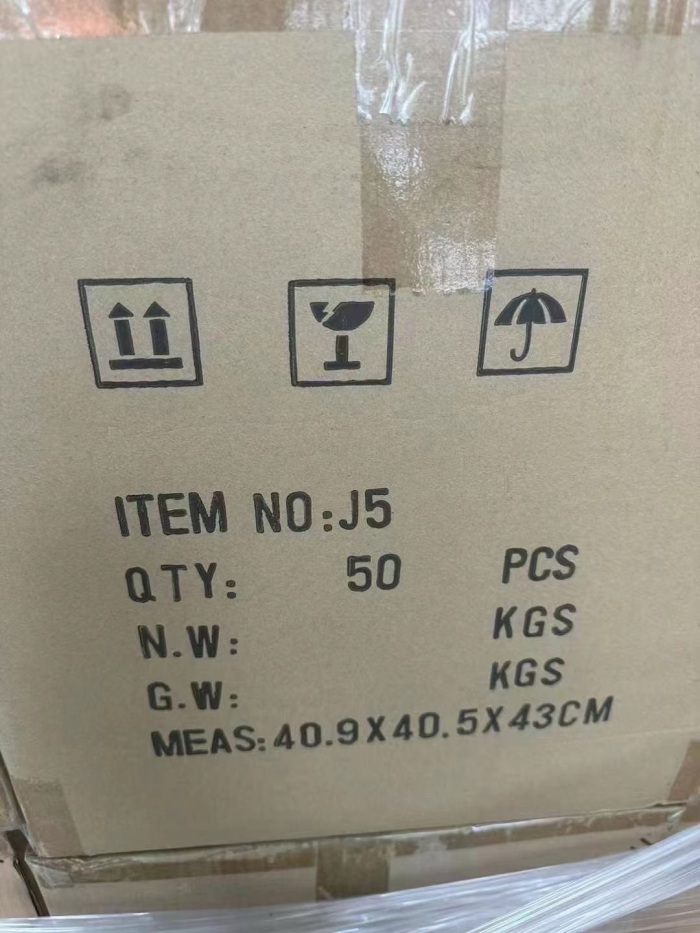 ITEM NO:J5
QTY: 50 PCS
N.W: KGS
G.W: KGS
MEAS:40.9X40.5X43CM